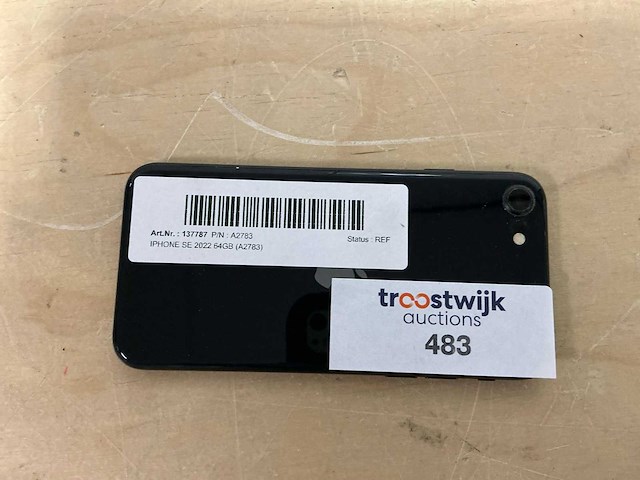 Art.Nr. : 137787 P/N : A2783
IPHONE SE 2022 64GB (A2783)
Status : REF
troostwijk
auctions
483